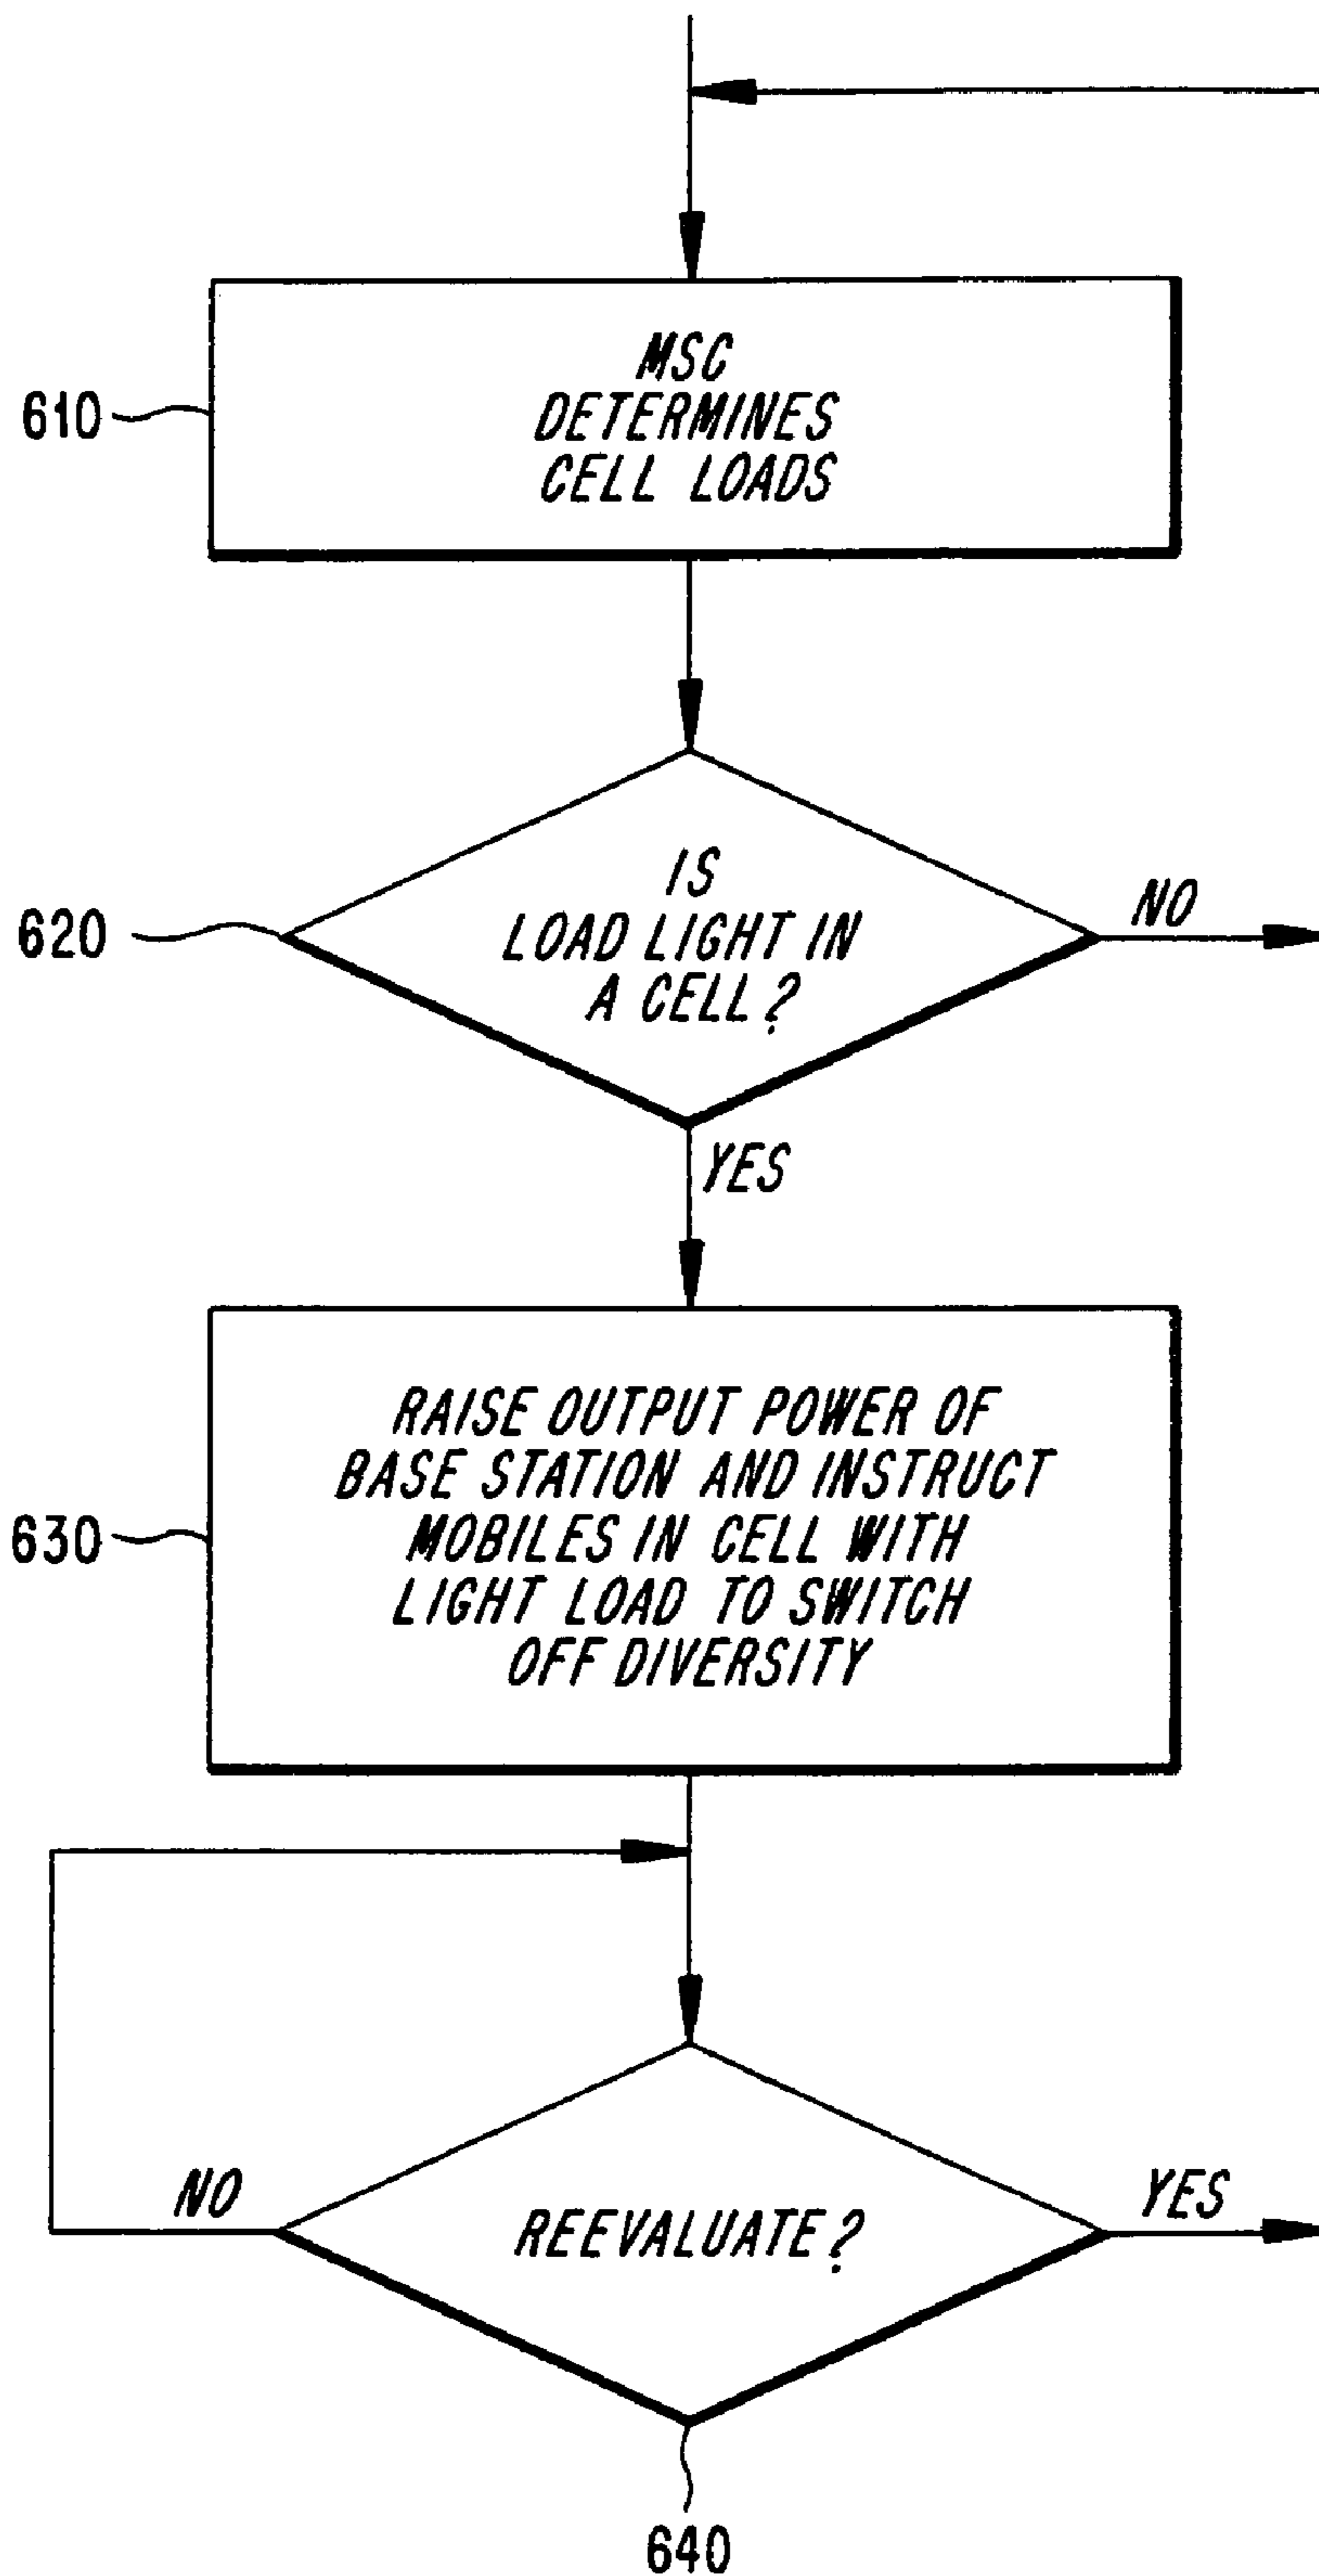 MSC
DETERMINES
CELL LOADS
610
IS
LOAD LIGHT IN
A CELL?
620
NO
YES
RAISE OUTPUT POWER OF
BASE STATION AND INSTRUCT
MOBILES IN CELL WITH
LIGHT LOAD TO SWITCH
OFF DIVERSITY
630
NO
REEVALUATE?
YES
640